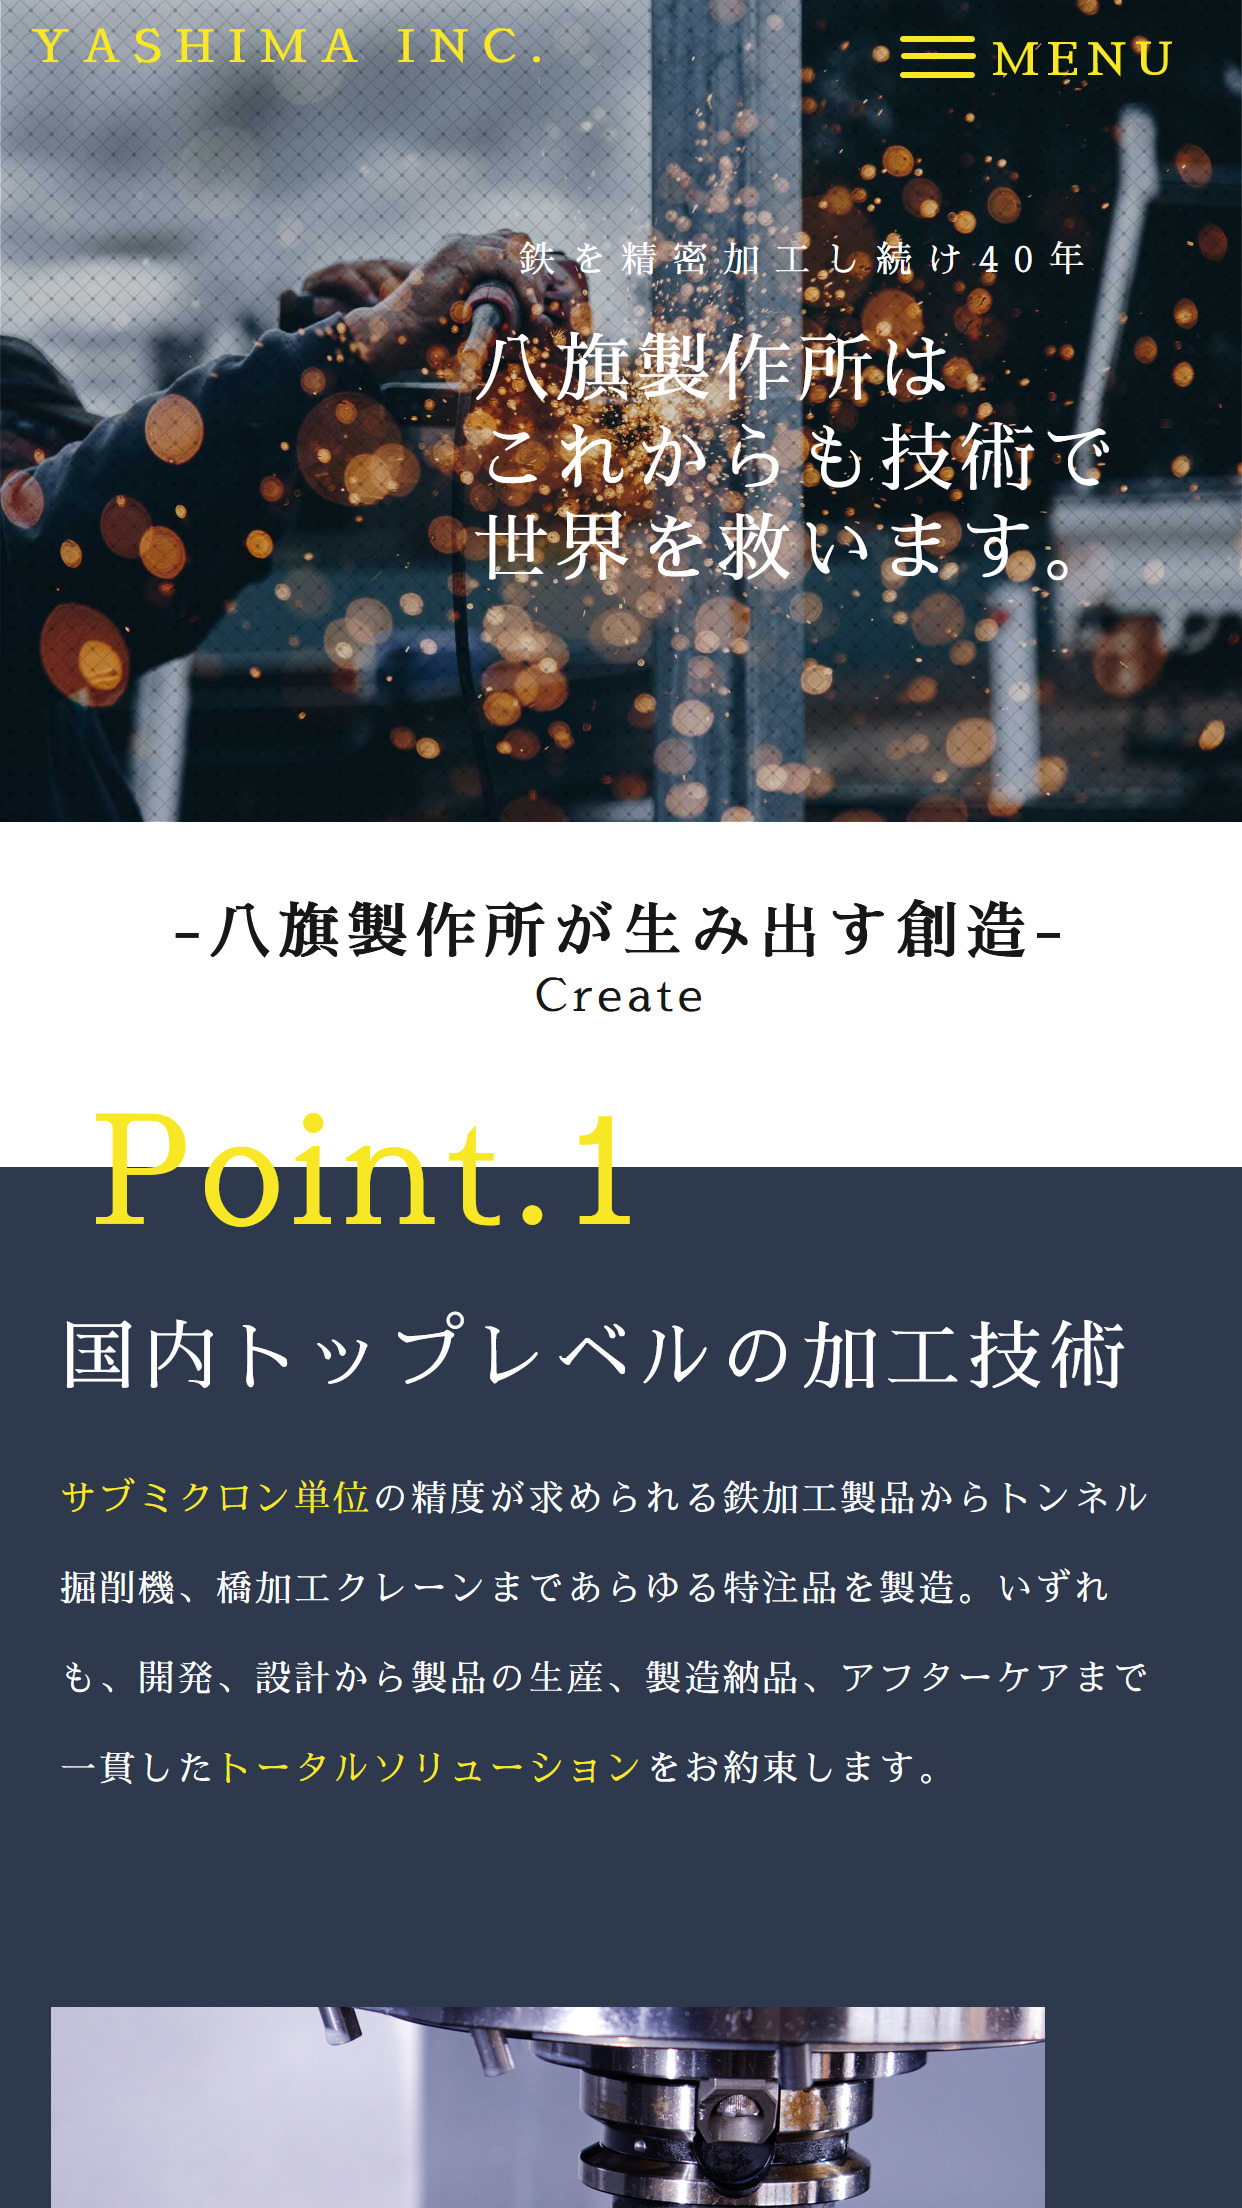 YASHIMA INC.
MENU
鉄を精密加工し続け40年
八旗製作所は
これからも技術で
世界を救います。
-八旗製作所が生み出す創造-
Create
Point.1
国内トップレベルの加工技術
サブミクロン単位の精度が求められる鉄加工製品からトンネル
掘削機、橋加工クレーンまであらゆる特注品を製造。いずれ
も、開発、設計から製品の生産、製造納品、アフターケアまで
一貫したトータルソリューションをお約束します。